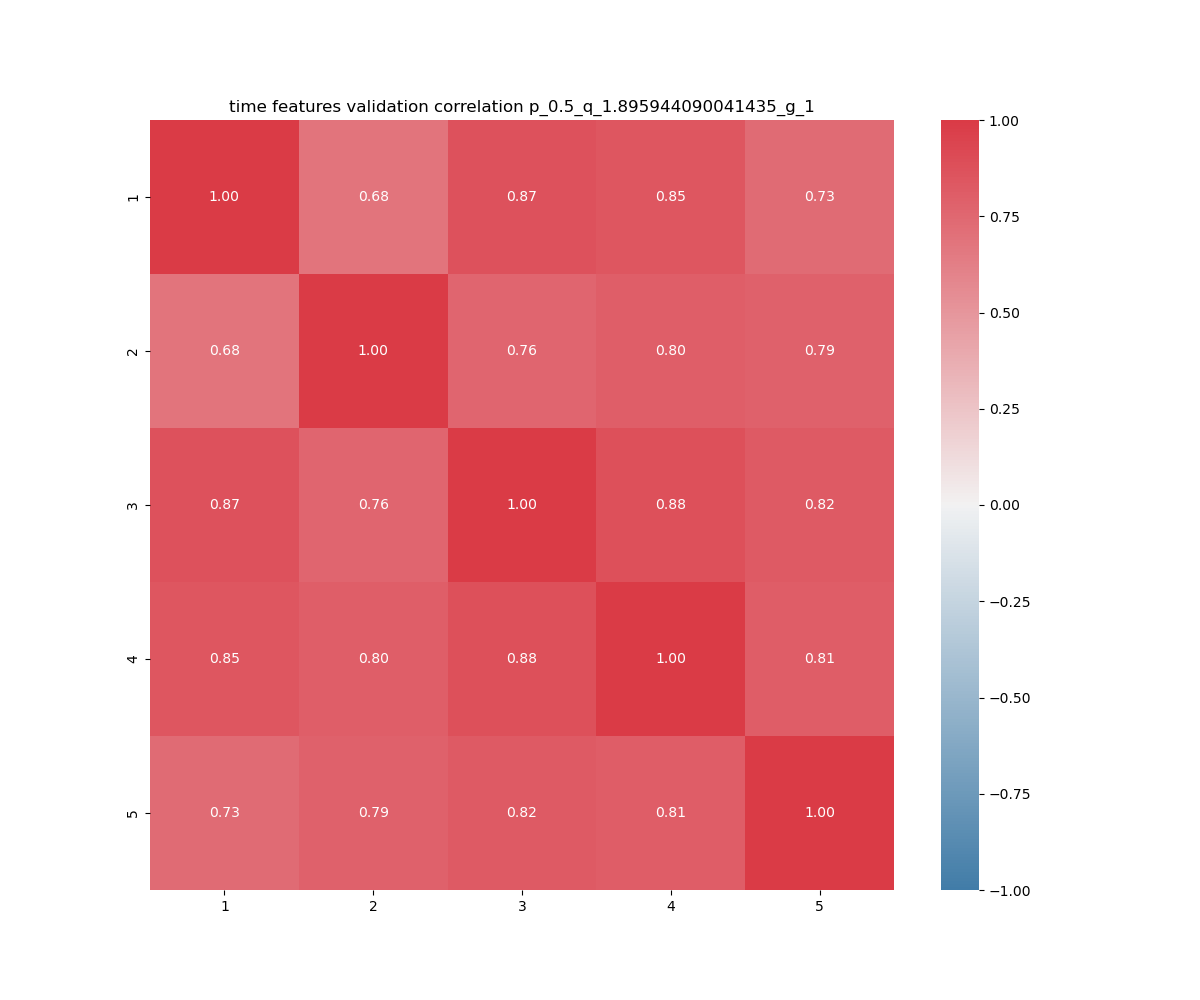 time features validation correlation p_0.5_q_1.895944090041435_g_1
1 1.00 0.68 0.87 0.85 0.73
2 0.68 1.00 0.76 0.80 0.79
3 0.87 0.76 1.00 0.88 0.82
4 0.85 0.80 0.88 1.00 0.81
5 0.73 0.79 0.82 0.81 1.00
1 2 3 4 5
1.00
0.75
0.50
0.25
0.00
−0.25
−0.50
−0.75
−1.00